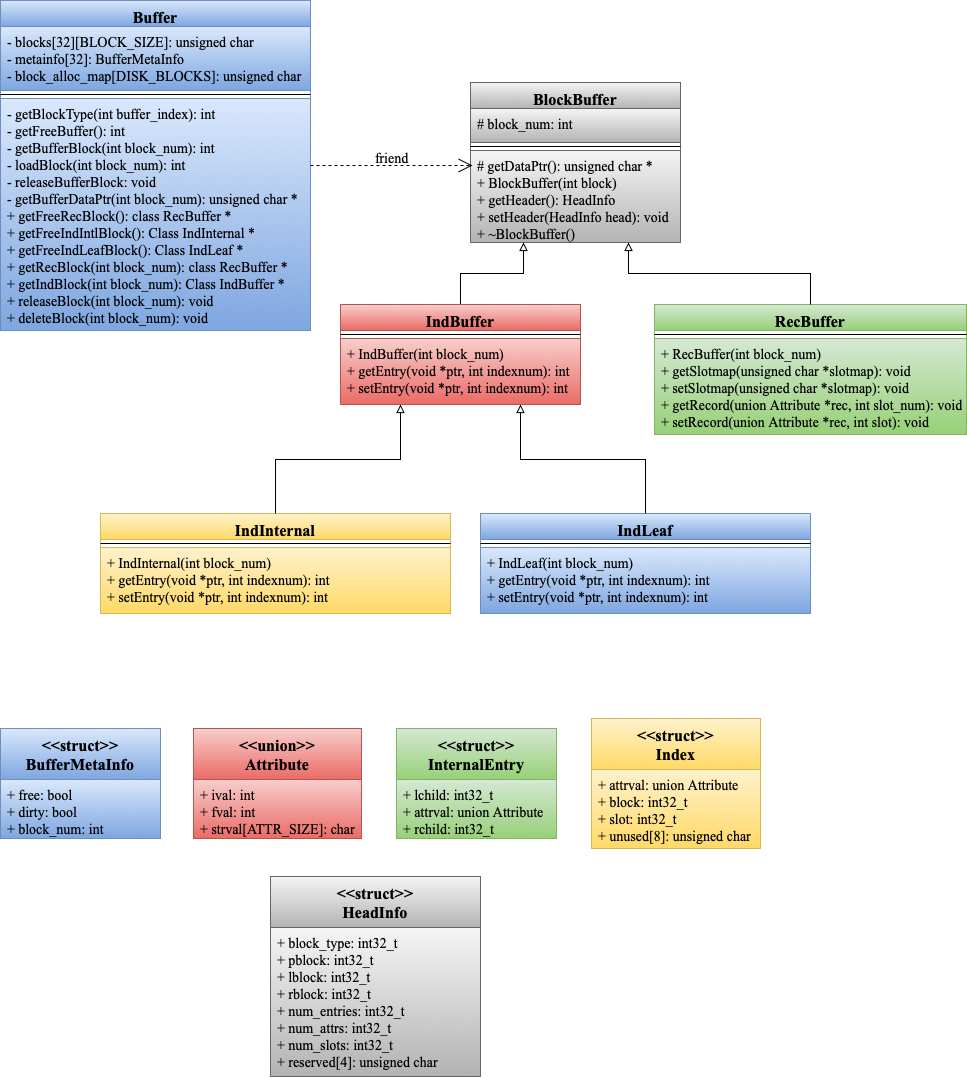 Buffer
- blocks[32][BLOCK_SIZE]: unsigned char
- metainfo[32]: BufferMetaInfo
- block_alloc_map[DISK_BLOCKS]: unsigned char
- getBlockType(int buffer_index): int
- getFreeBuffer(): int
- getBufferBlock(int block_num): int
- loadBlock(int block_num): int
- releaseBufferBlock: void
- getBufferDataPtr(int block_num): unsigned char *
+ getFreeRecBlock(): class RecBuffer *
+ getFreeIndIntlBlock(): Class IndInternal *
+ getFreeIndLeafBlock(): Class IndLeaf *
+ getRecBlock(int block_num): class RecBuffer *
+ getIndBlock(int block_num): Class IndBuffer *
+ releaseBlock(int block_num): void
+ deleteBlock(int block_num): void
friend
BlockBuffer
# block_num: int
# getDataPtr(): unsigned char *
+ BlockBuffer(int block)
+ getHeader(): HeadInfo
+ setHeader(HeadInfo head): void
+ ~BlockBuffer()
IndBuffer
+ IndBuffer(int block_num)
+ getEntry(void *ptr, int indexnum): int
+ setEntry(void *ptr, int indexnum): int
RecBuffer
+ RecBuffer(int block_num)
+ getSlotmap(unsigned char *slotmap): void
+ setSlotmap(unsigned char *slotmap): void
+ getRecord(union Attribute *rec, int slot_num): void
+ setRecord(union Attribute *rec, int slot): void
IndInternal
+ IndInternal(int block_num)
+ getEntry(void *ptr, int indexnum): int
+ setEntry(void *ptr, int indexnum): int
IndLeaf
+ IndLeaf(int block_num)
+ getEntry(void *ptr, int indexnum): int
+ setEntry(void *ptr, int indexnum): int
<<struct>>
BufferMetaInfo
+ free: bool
+ dirty: bool
+ block_num: int
<<union>>
Attribute
+ ival: int
+ fval: int
+ strval[ATTR_SIZE]: char
<<struct>>
InternalEntry
+ lchild: int32_t
+ attrval: union Attribute
+ rchild: int32_t
<<struct>>
Index
+ attrval: union Attribute
+ block: int32_t
+ slot: int32_t
+ unused[8]: unsigned char
<<struct>>
HeadInfo
+ block_type: int32_t
+ pblock: int32_t
+ lblock: int32_t
+ rblock: int32_t
+ num_entries: int32_t
+ num_attrs: int32_t
+ num_slots: int32_t
+ reserved[4]: unsigned char